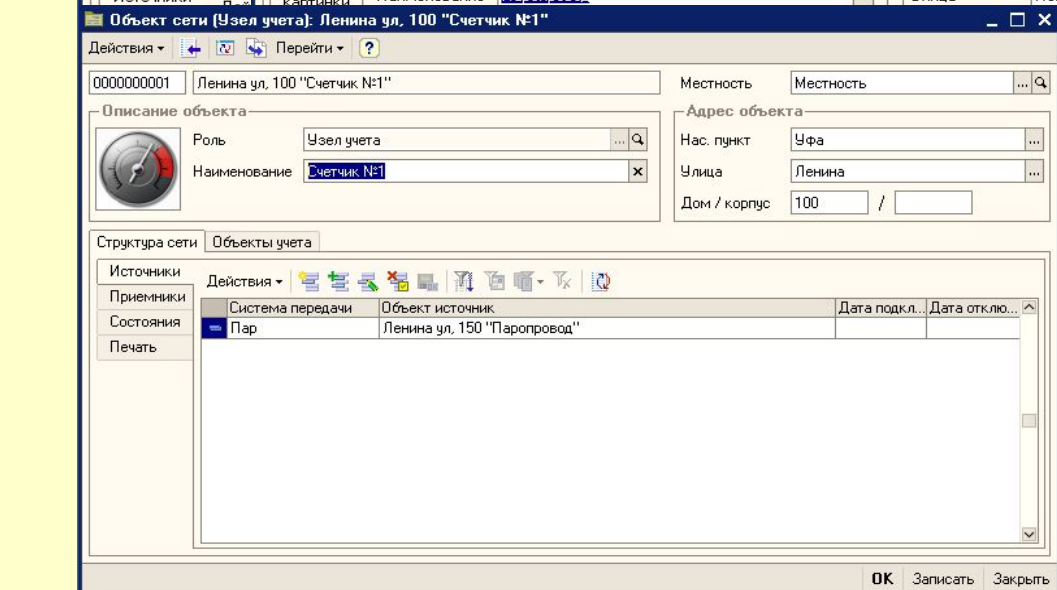 Объект сети (Узел учета): Ленина ул, 100 "Счетчик №1"
Действия Перейти ?
0000000001 Ленина ул, 100 "Счетчик №1" Местность Местность ...
Описание объекта Адрес объекта
Роль Узел учета ... Нас. пункт Уфа ...
Наименование Счетчик №1 Улица Ленина ...
Дом / корпус 100 /
Структура сети Объекты учета
Источники Действия
Приемники
Система передачи Объект источник Дата подкл... Дата отклю...
Состояния Пар Ленина ул, 150 "Паропровод"
Печать
OK Записать Закрыть